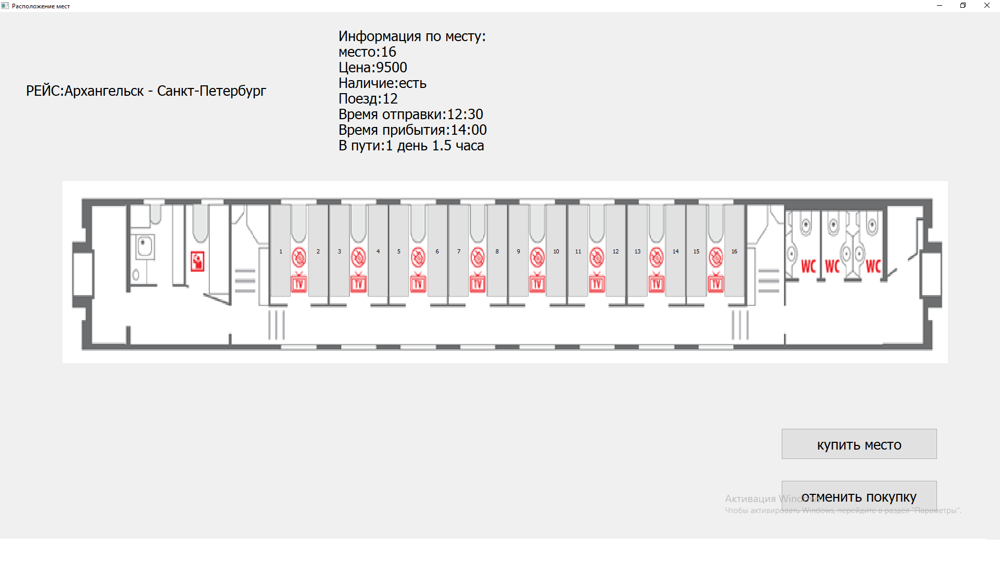 Расположение мест
Информация по месту:
место:16
Цена:9500
Наличие:есть
Поезд:12
Время отправки:12:30
Время прибытия:14:00
В пути:1 день 1.5 часа
РЕЙС:Архангельск - Санкт-Петербург
1 2 3 4 5 6 7 8 9 10 11 12 13 14 15 16
WC WC WC
TV TV TV TV TV TV TV TV
купить место
отменить покупку
Активация Windows
Чтобы активировать Windows, перейдите в раздел "Параметры".